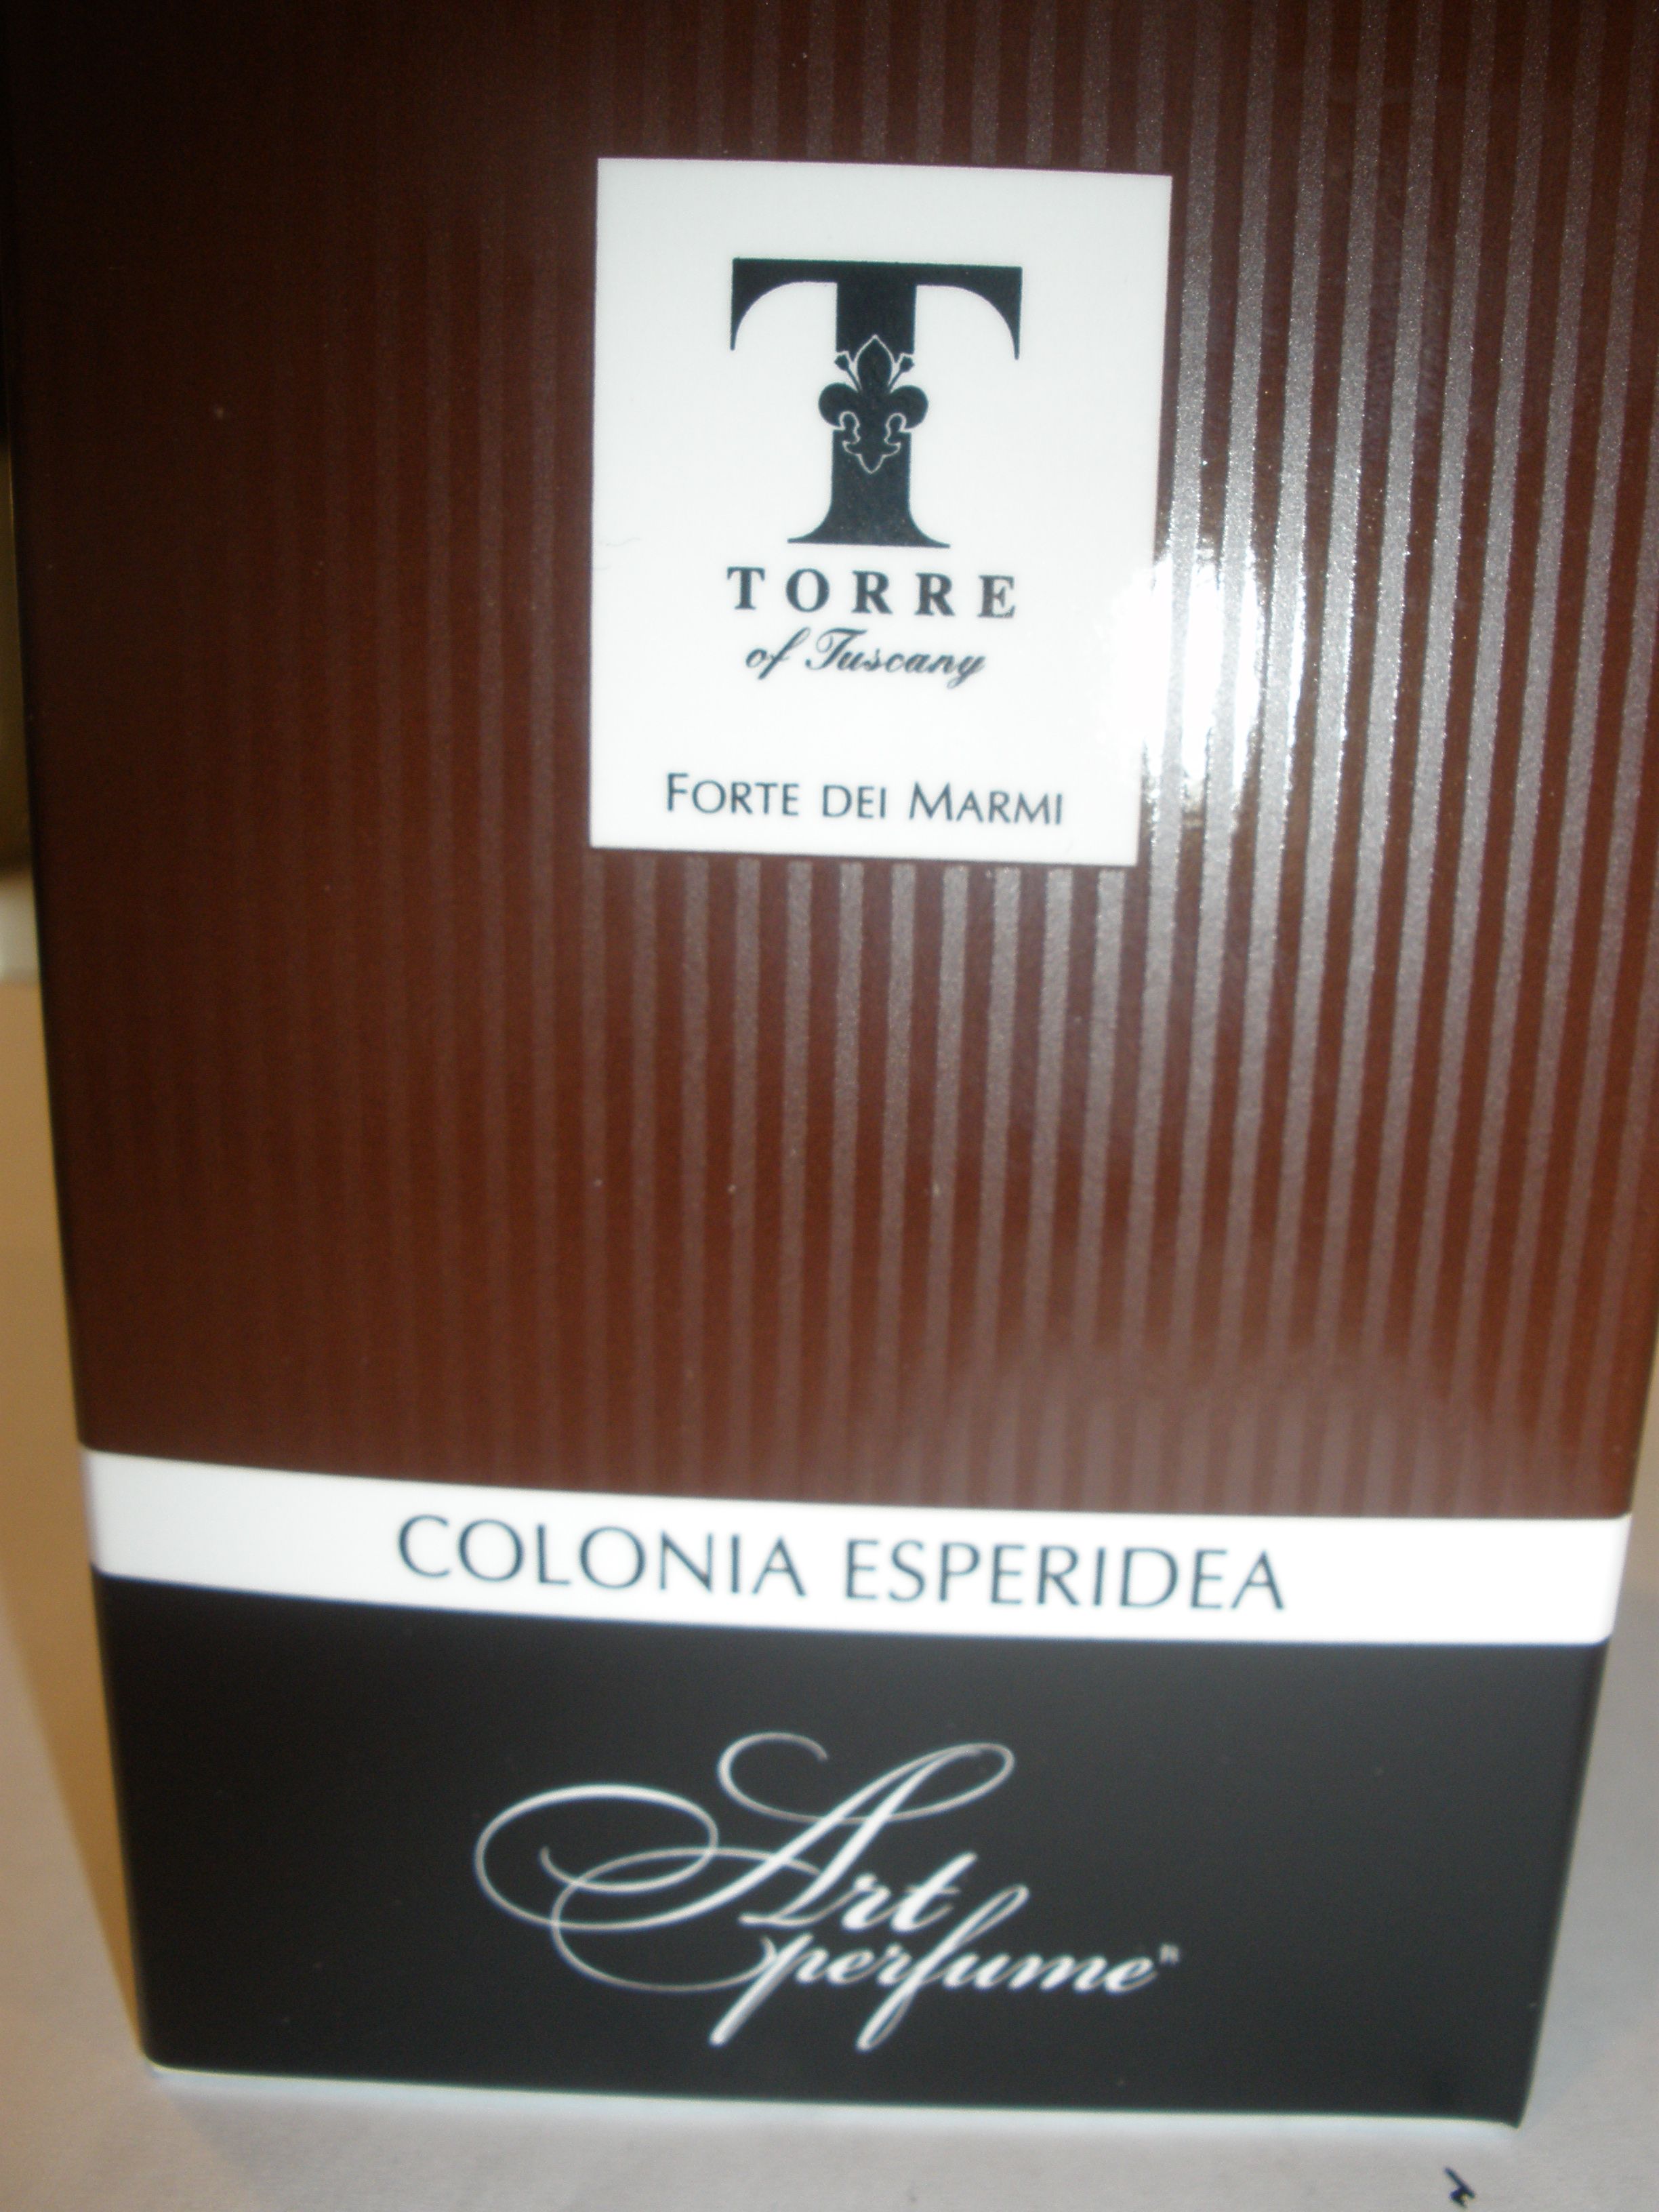 T
TORRE
of Tuscany
FORTE DEI MARMI
COLONIA ESPERIDEA
Art
perfume®